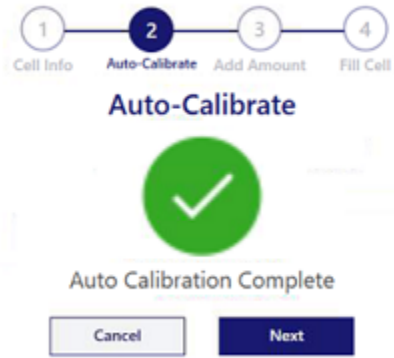 1 2 3 4
Cell Info Auto-Calibrate Add Amount Fill Cell
Auto-Calibrate
Auto Calibration Complete
Cancel Next